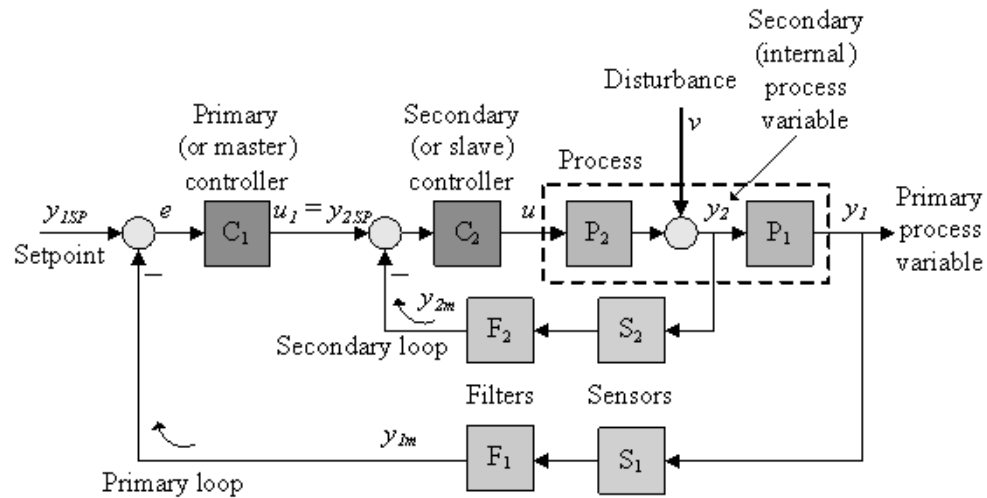 Secondary
(internal)
process
variable
Disturbance
v
Primary
(or master)
controller
Secondary
(or slave)
controller
Process
y1SP
e
u1 = y2SP
u
y2
y1
Primary
process
variable
C1
C2
P2
P1
Setpoint
–
–
y2m
F2
S2
Secondary loop
Filters
Sensors
y1m
F1
S1
Primary loop